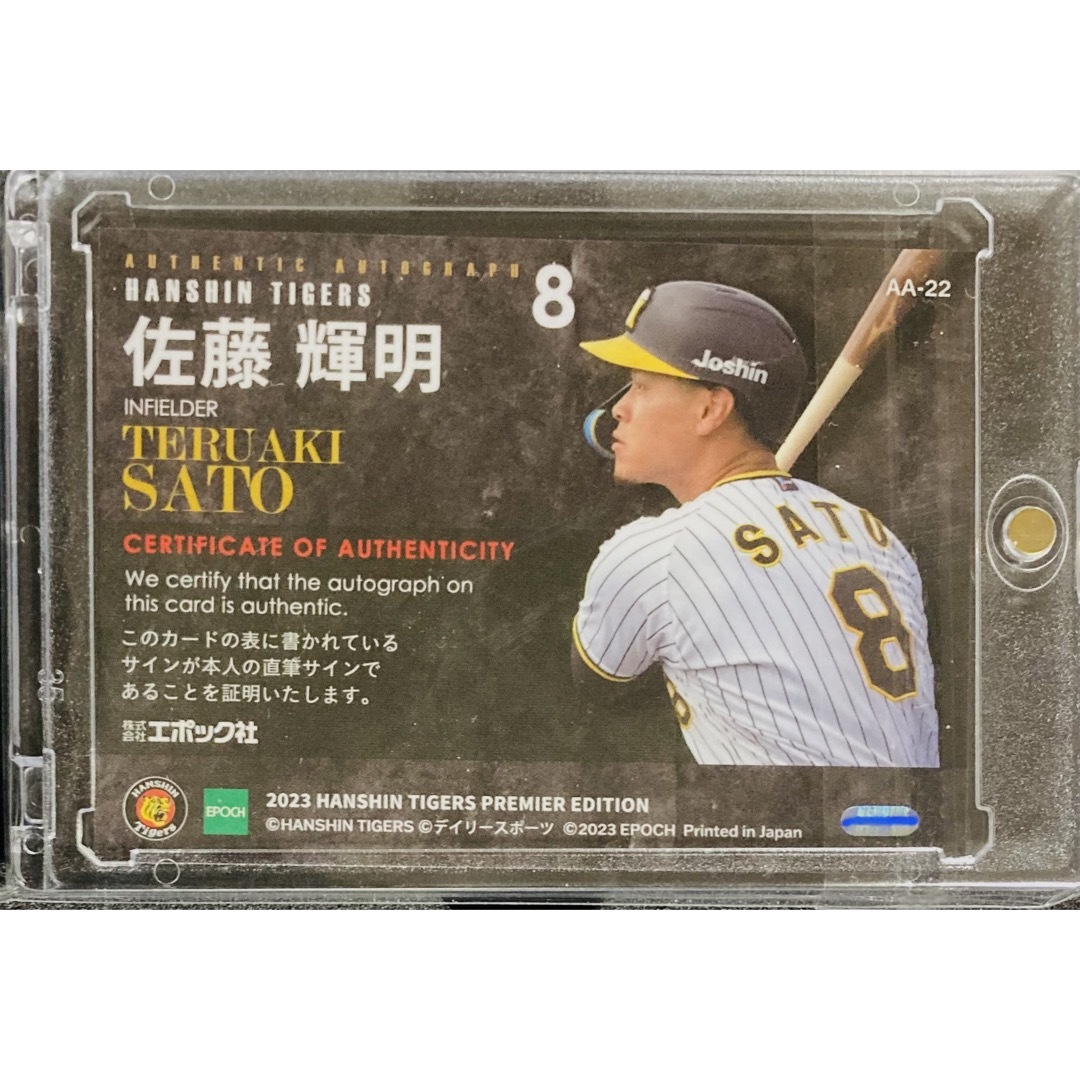 AUTHENTIC AUTOGRAPH
HANSHIN TIGERS
8
AA-22
佐藤 輝明
INFIELDER
TERUAKI
SATO
CERTIFICATE OF AUTHENTICITY
We certify that the autograph on
this card is authentic.
このカードの表に書かれている
サインが本人の直筆サインで
あることを証明いたします。
株式会社エポック社
Joshin
SATO
8
HANSHIN
Tigers
EPOCH
2023 HANSHIN TIGERS PREMIER EDITION
©HANSHIN TIGERS ©デイリースポーツ ©2023 EPOCH Printed in Japan
35